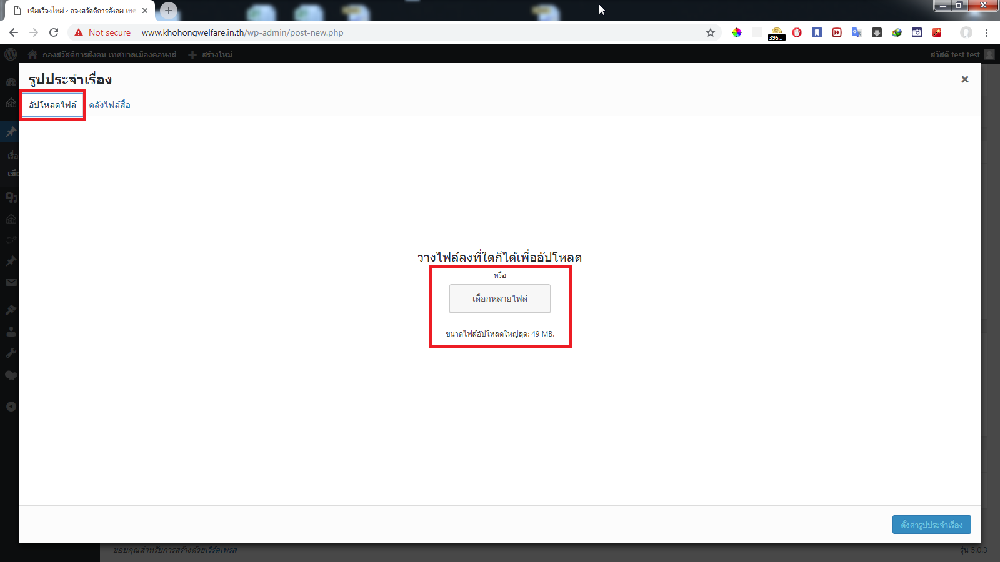 เพิ่มเรื่องใหม่ ‹ กองสวัสดิการสังคม เทศ
Not secure
www.khohongwelfare.in.th/wp-admin/post-new.php
395...
กองสวัสดิการสังคม เทศบาลเมืองคอหงส์
สร้างใหม่
สวัสดี test test
รูปประจำเรื่อง
อัปโหลดไฟล์
คลังไฟล์สื่อ
เรื่อ
เขีย
วางไฟล์ลงที่ใดก็ได้เพื่ออัปโหลด
หรือ
เลือกหลายไฟล์
ขนาดไฟล์อัปโหลดใหญ่สุด: 49 MB.
ตั้งค่ารูปประจำเรื่อง
ขอบคุณสำหรับการสร้างด้วยเวิร์ดเพรส
รุ่น 5.0.3